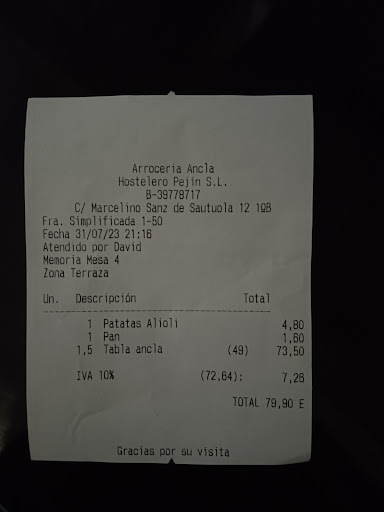 Arroceria Ancla
Hostelero Pejin S.L.
B-39778717
C/ Marcelino Sanz de Sautuola 12 1ºB
Fra. Simplificada 1-50
Fecha 31/07/23 21:16
Atendido por David
Memoria Mesa 4
Zona Terraza
Un. Descripción Total
1 Patatas Alioli 4,80
1 Pan 1,60
1,5 Tabla ancla (49) 73,50
IVA 10% (72,64): 7,26
TOTAL 79,90 E
Gracias por su visita